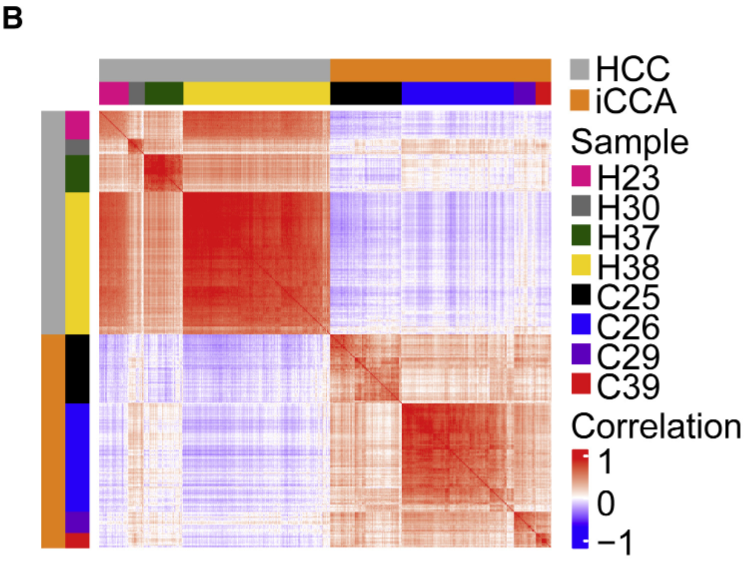 B
HCC
iCCA
Sample
H23
H30
H37
H38
C25
C26
C29
C39
Correlation
1
0
−1